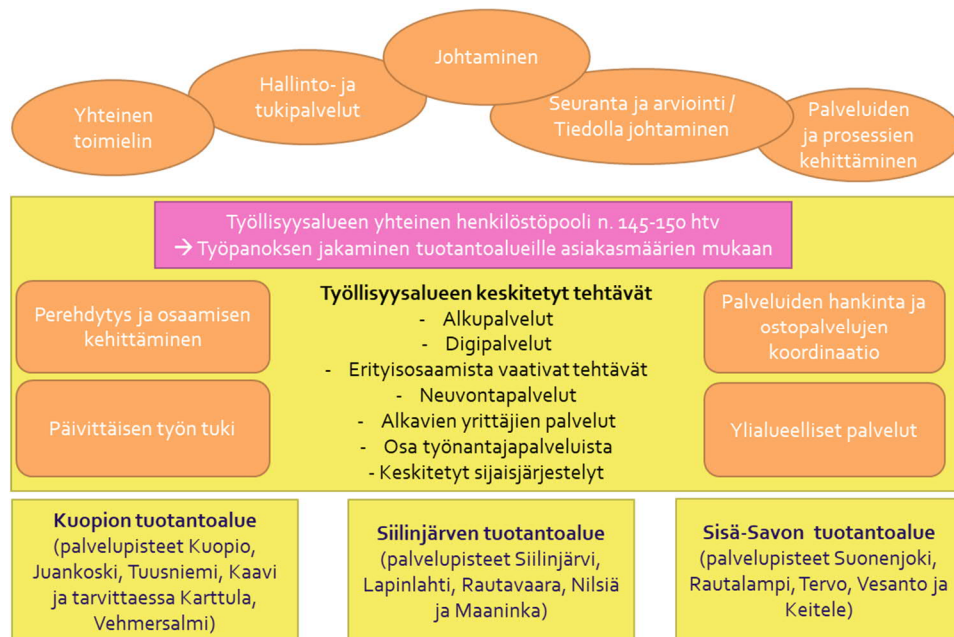 Johtaminen
Hallinto- ja
tukipalvelut
Yhteinen
toimielin
Seuranta ja arviointi /
Tiedolla johtaminen
Palveluiden
ja prosessien
kehittäminen
Työllisyysalueen yhteinen henkilöstöpooli n. 145-150 htv
→ Työpanoksen jakaminen tuotantoalueille asiakasmäärien mukaan
Perehdytys ja osaamisen
kehittäminen
Päivittäisen työn tuki
Työllisyysalueen keskitetyt tehtävät
- Alkupalvelut
- Digipalvelut
- Erityisosaamista vaativat tehtävät
- Neuvontapalvelut
- Alkavien yrittäjien palvelut
- Osa työnantajapalveluista
- Keskitetyt sijaisjärjestelyt
Palveluiden hankinta ja
ostopalvelujen
koordinaatio
Ylialueelliset palvelut
Kuopion tuotantoalue
(palvelupisteet Kuopio,
Juankoski, Tuusniemi, Kaavi
ja tarvittaessa Karttula,
Vehmersalmi)
Siilinjärven tuotantoalue
(palvelupisteet Siilinjärvi,
Lapinlahti, Rautavaara, Nilsiä
ja Maaninka)
Sisä-Savon tuotantoalue
(palvelupisteet Suonenjoki,
Rautalampi, Tervo, Vesanto ja
Keitele)